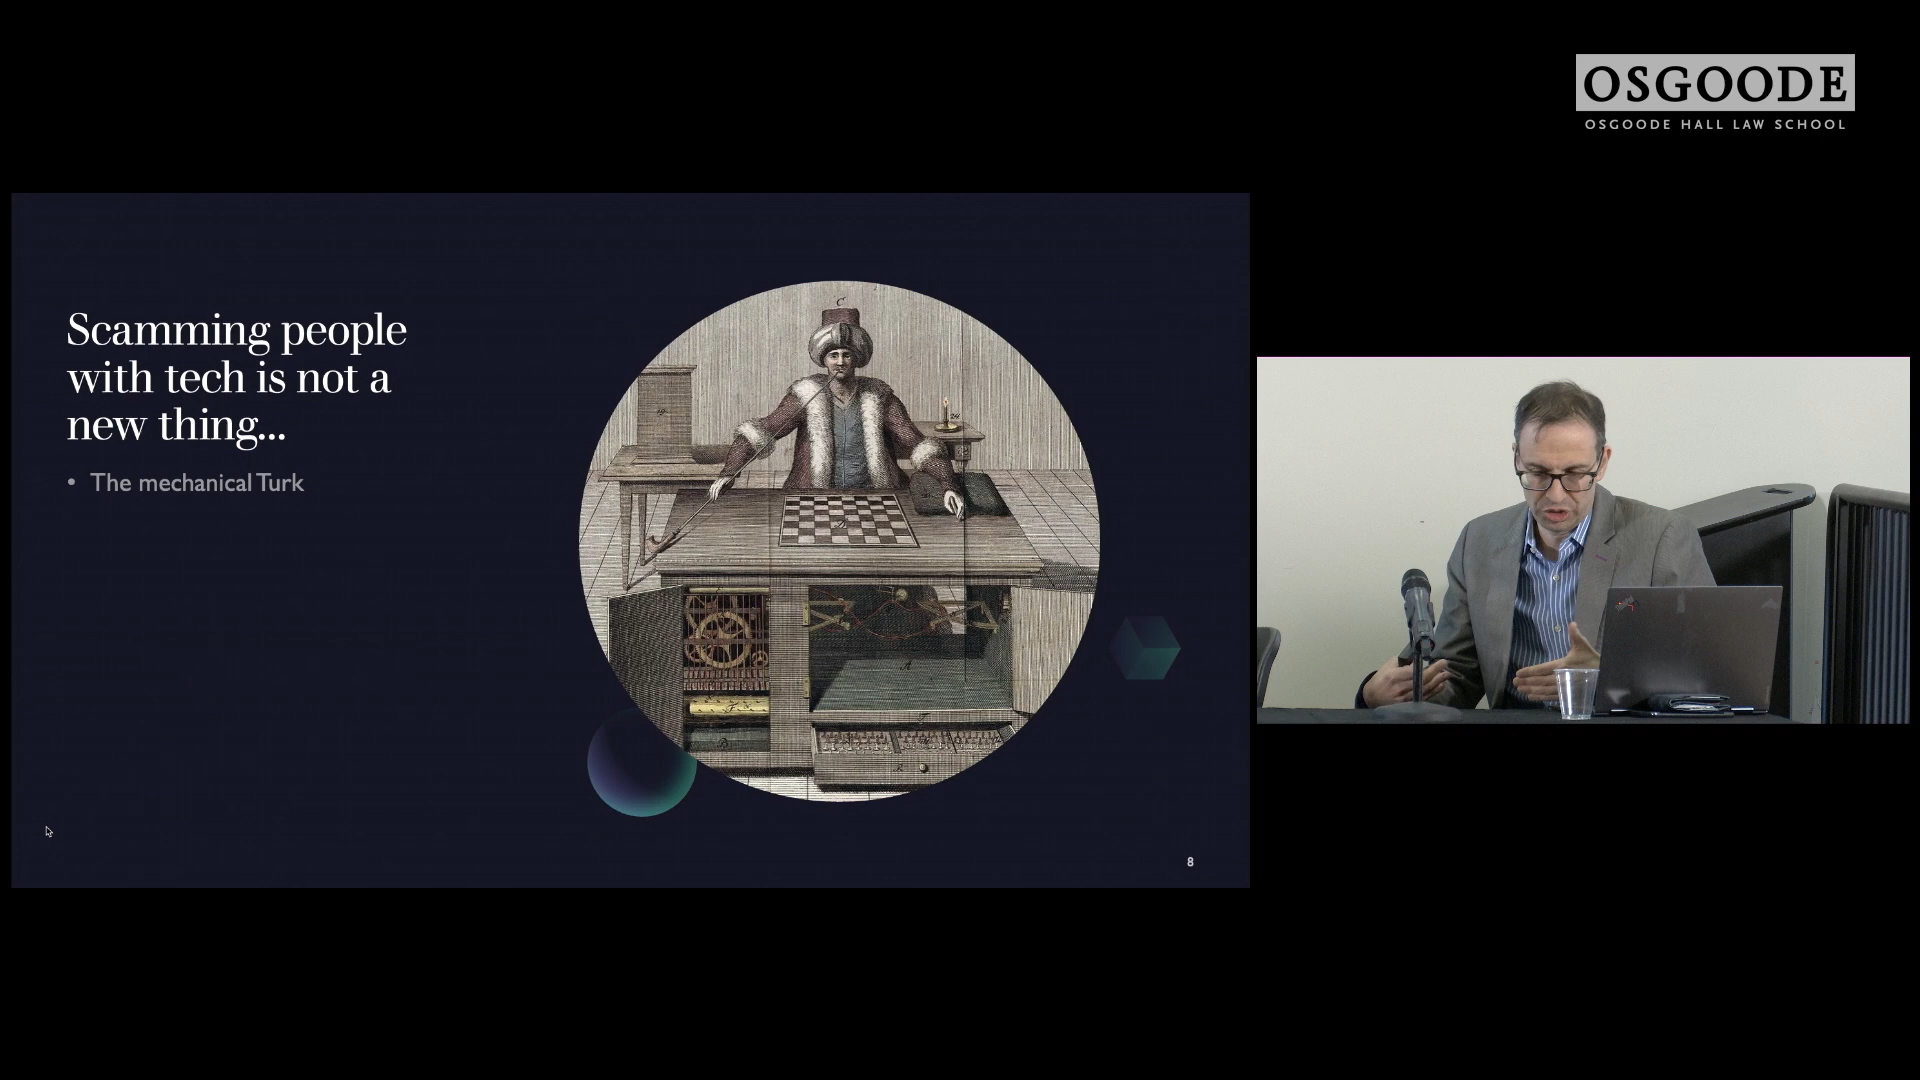 OSGOODE
OSGOODE HALL LAW SCHOOL
Scamming people
with tech is not a
new thing...
• The mechanical Turk
8